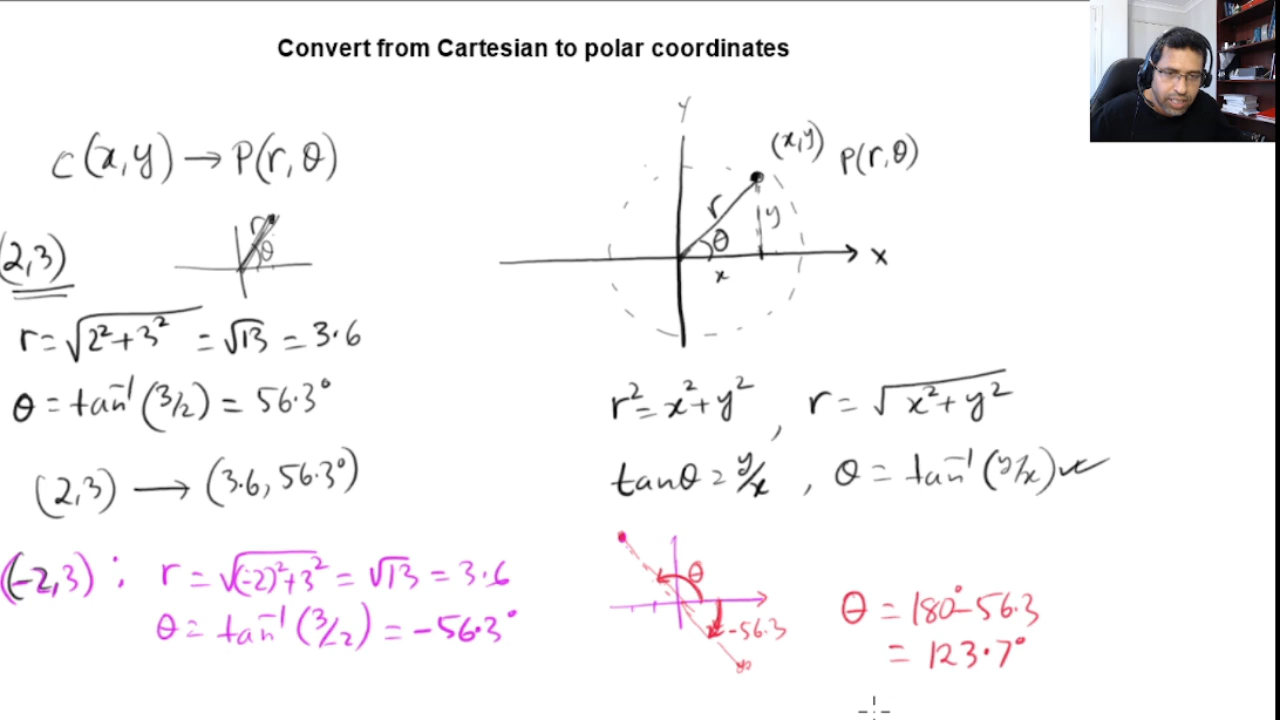 Convert from Cartesian to polar coordinates
C(x,y) → P(r,θ)
(2,3)
r
θ
r = √(2²+3²) = √13 = 3.6
θ = tan⁻¹(3/2) = 56.3°
(2,3) → (3.6, 56.3°)
(-2,3) : r = √((-2)²+3²) = √13 = 3.6
θ = tan⁻¹(3/-2) = -56.3°
y
(x,y) P(r,θ)
r
y
θ
x
x
r² = x²+y² , r = √(x²+y²)
tanθ = y/x , θ = tan⁻¹(y/x)
θ
-56.3
θ = 180°-56.3
= 123.7°